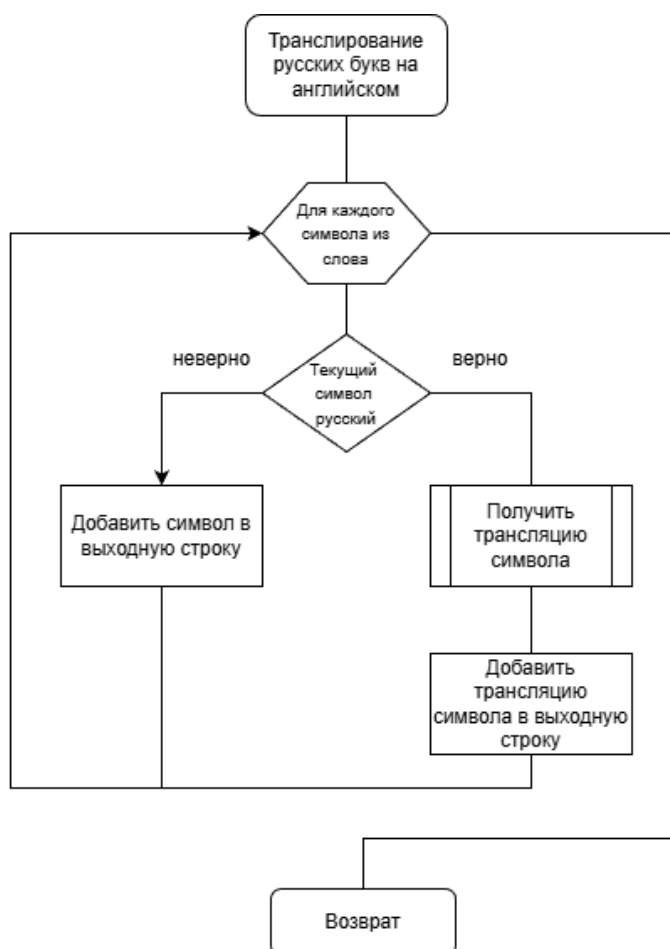 Транслирование
русских букв на
английском
Для каждого
символа из
слова
неверно
Текущий
символ
русский
верно
Добавить символ в
выходную строку
Получить
трансляцию
символа
Добавить
трансляцию
символа в выходную
строку
Возврат